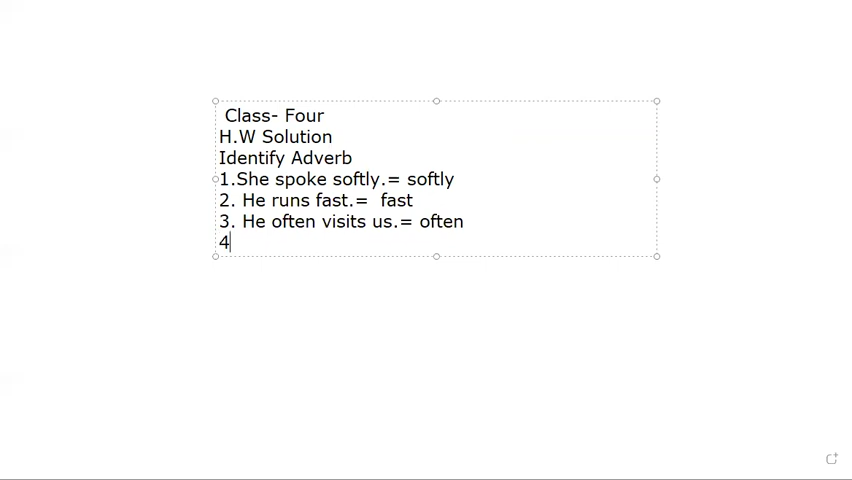 Class- Four
H.W Solution
Identify Adverb
1.She spoke softly.= softly
2. He runs fast.=  fast
3. He often visits us.= often
4